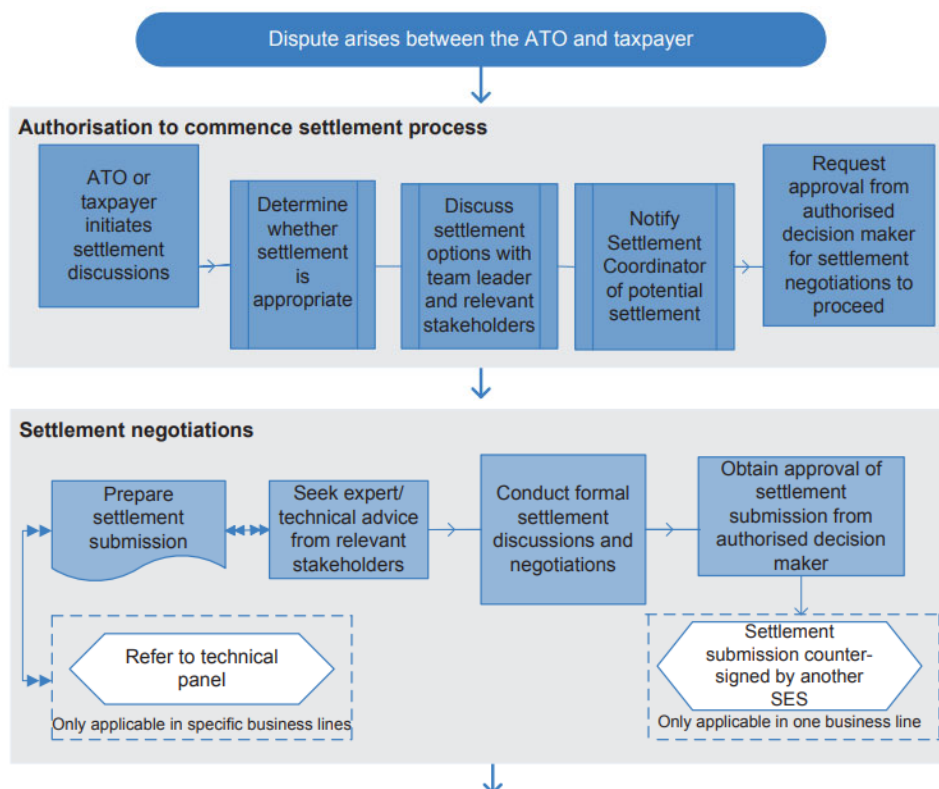 Dispute arises between the ATO and taxpayer
Authorisation to commence settlement process
ATO or
taxpayer
initiates
settlement
discussions
Determine
whether
settlement
is
appropriate
Discuss
settlement
options with
team leader
and relevant
stakeholders
Notify
Settlement
Coordinator
of potential
settlement
Request
approval from
authorised
decision maker
for settlement
negotiations to
proceed
Settlement negotiations
Prepare
settlement
submission
Seek expert/
technical advice
from relevant
stakeholders
Conduct formal
settlement
discussions and
negotiations
Obtain approval of
settlement
submission from
authorised decision
maker
Refer to technical
panel
Only applicable in specific business lines
Settlement
submission counter-
signed by another
SES
Only applicable in one business line